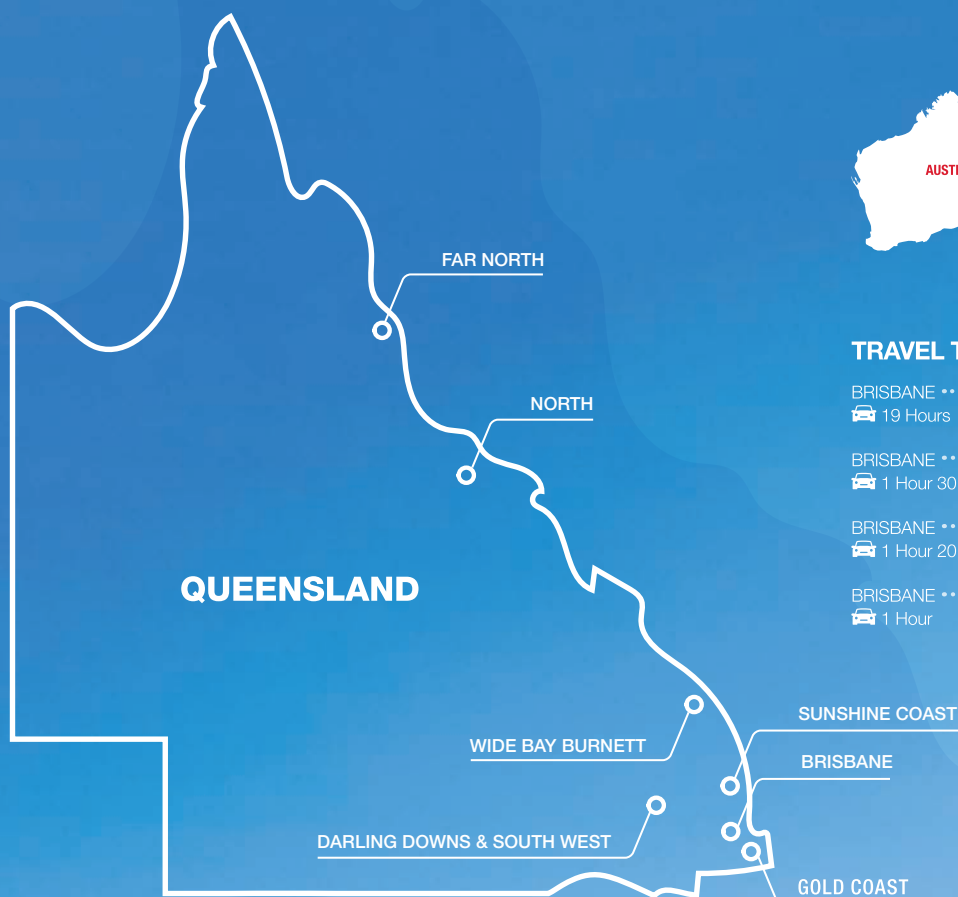 AUSTR
FAR NORTH
TRAVEL T
BRISBANE ••
19 Hours
NORTH
BRISBANE ••
1 Hour 30
BRISBANE ••
1 Hour 20
QUEENSLAND
BRISBANE ••
1 Hour
SUNSHINE COAST
WIDE BAY BURNETT
BRISBANE
DARLING DOWNS & SOUTH WEST
GOLD COAST